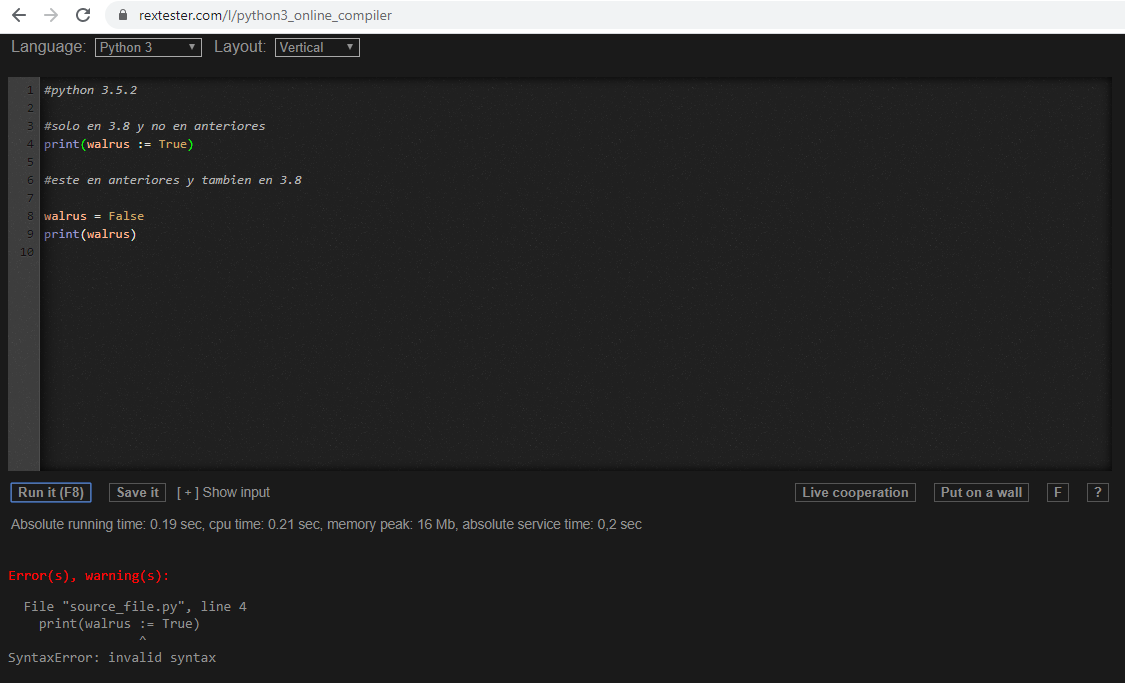 rextester.com/l/python3_online_compiler
Language: Python 3 Layout: Vertical
1 #python 3.5.2
2
3 #solo en 3.8 y no en anteriores
4 print(walrus := True)
5
6 #este en anteriores y tambien en 3.8
7
8 walrus = False
9 print(walrus)
10
Run it (F8) Save it [ + ] Show input Live cooperation Put on a wall F ?
Absolute running time: 0.19 sec, cpu time: 0.21 sec, memory peak: 16 Mb, absolute service time: 0,2 sec
Error(s), warning(s):
File "source_file.py", line 4
print(walrus := True)
^
SyntaxError: invalid syntax